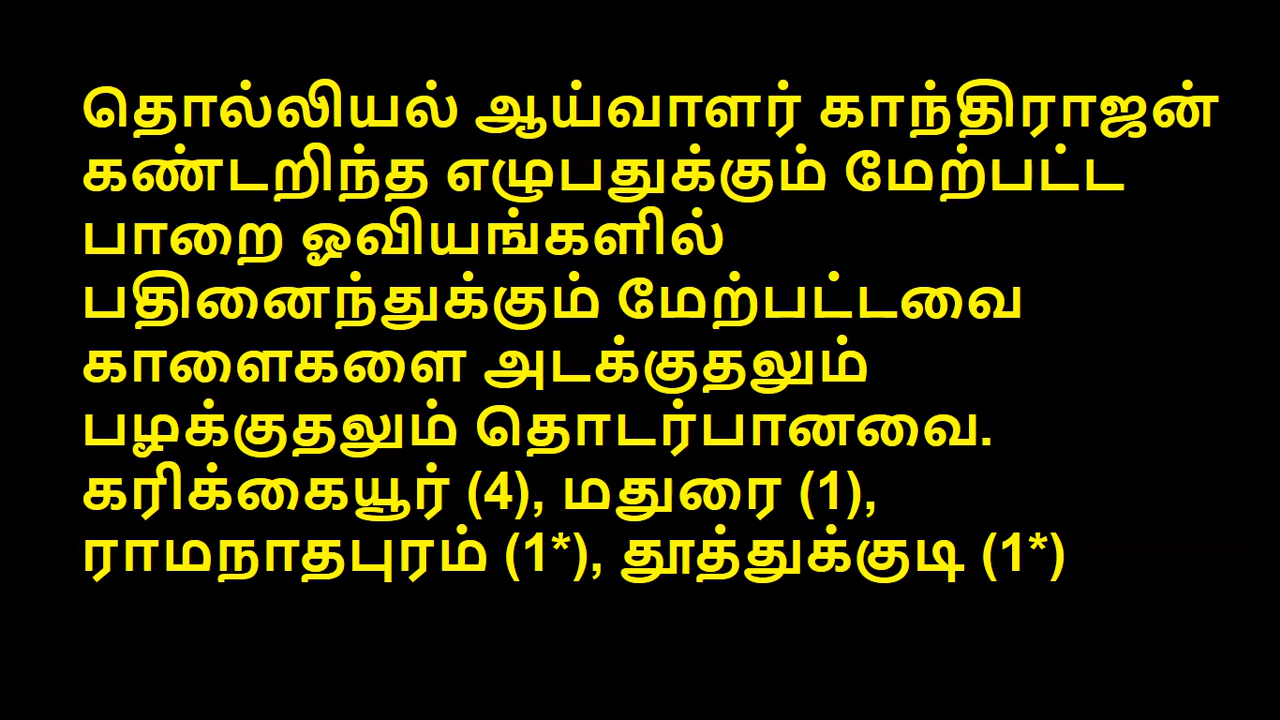 தொல்லியல் ஆய்வாளர் காந்திராஜன்
கண்டறிந்த எழுபதுக்கும் மேற்பட்ட
பாறை ஓவியங்களில்
பதினைந்துக்கும் மேற்பட்டவை
காளைகளை அடக்குதலும்
பழக்குதலும் தொடர்பானவை.
கரிக்கையூர் (4), மதுரை (1),
ராமநாதபுரம் (1*), தூத்துக்குடி (1*)